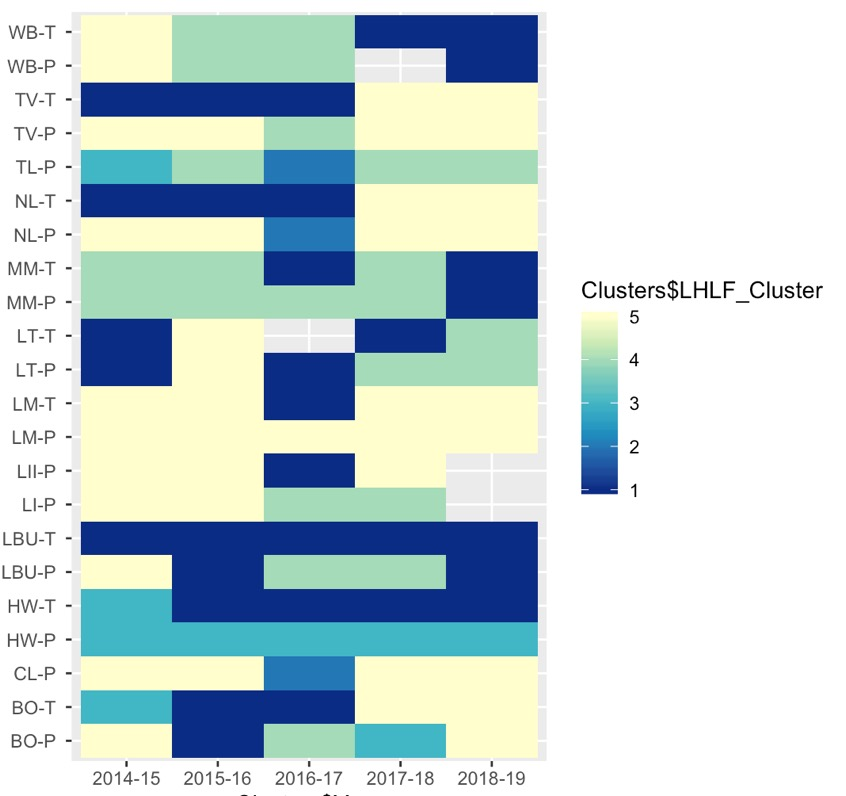 WB-T
WB-P
TV-T
TV-P
TL-P
NL-T
NL-P
MM-T
MM-P
LT-T
LT-P
LM-T
LM-P
LII-P
LI-P
LBU-T
LBU-P
HW-T
HW-P
CL-P
BO-T
BO-P
2014-15 2015-16 2016-17 2017-18 2018-19
Clusters$LHLF_Cluster
5
4
3
2
1